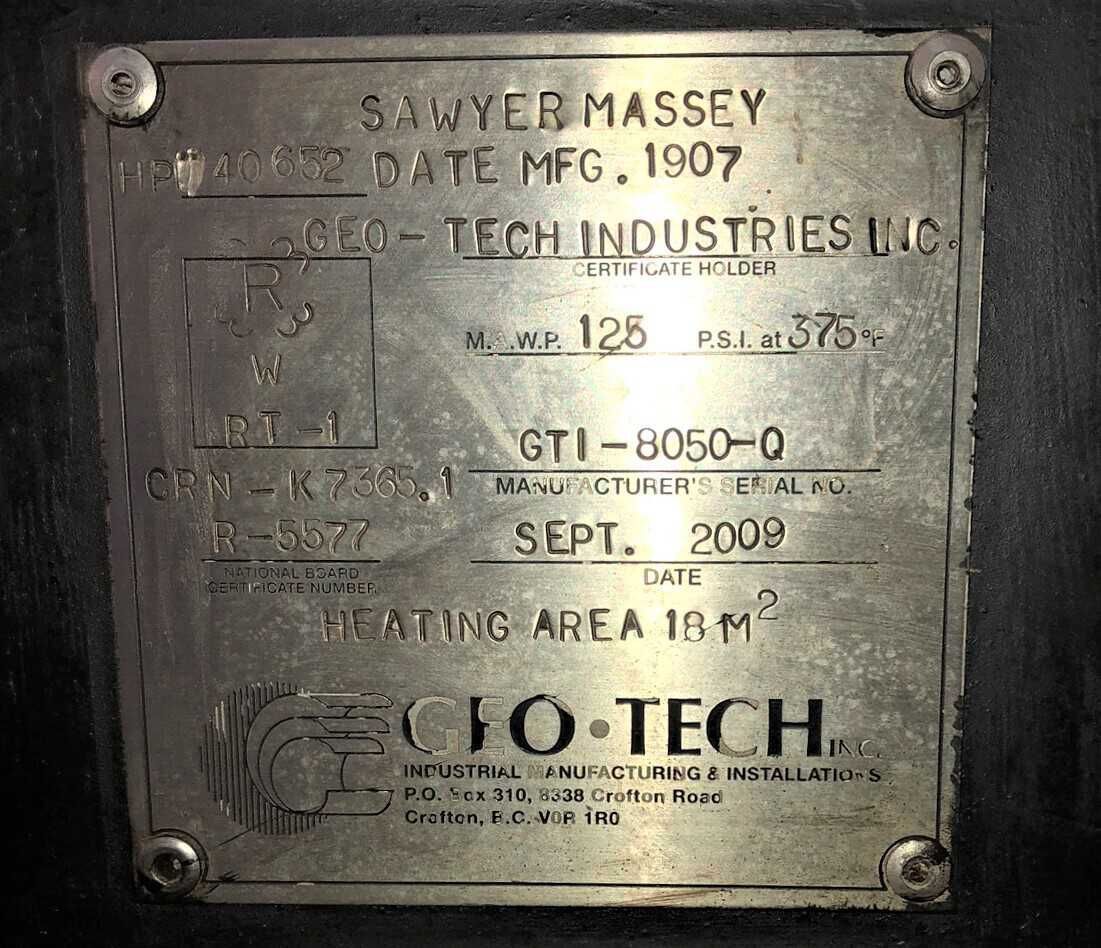 SAWYER MASSEY
HP 40652 DATE MFG. 1907
GEO - TECH INDUSTRIES INC.
CERTIFICATE HOLDER
R
M.A.W.P. 125 P.S.I. at 375 °F
W
RT - 1
GTI - 8050 - Q
CRN - K7365.1
MANUFACTURER'S SERIAL NO.
R - 5577
SEPT. 2009
NATIONAL BOARD
CERTIFICATE NUMBER
DATE
HEATING AREA 18 M²
GEO • TECH INC.
INDUSTRIAL MANUFACTURING & INSTALLATIONS
P.O. Box 310, 8338 Crofton Road
Crofton, B.C. V0R 1R0